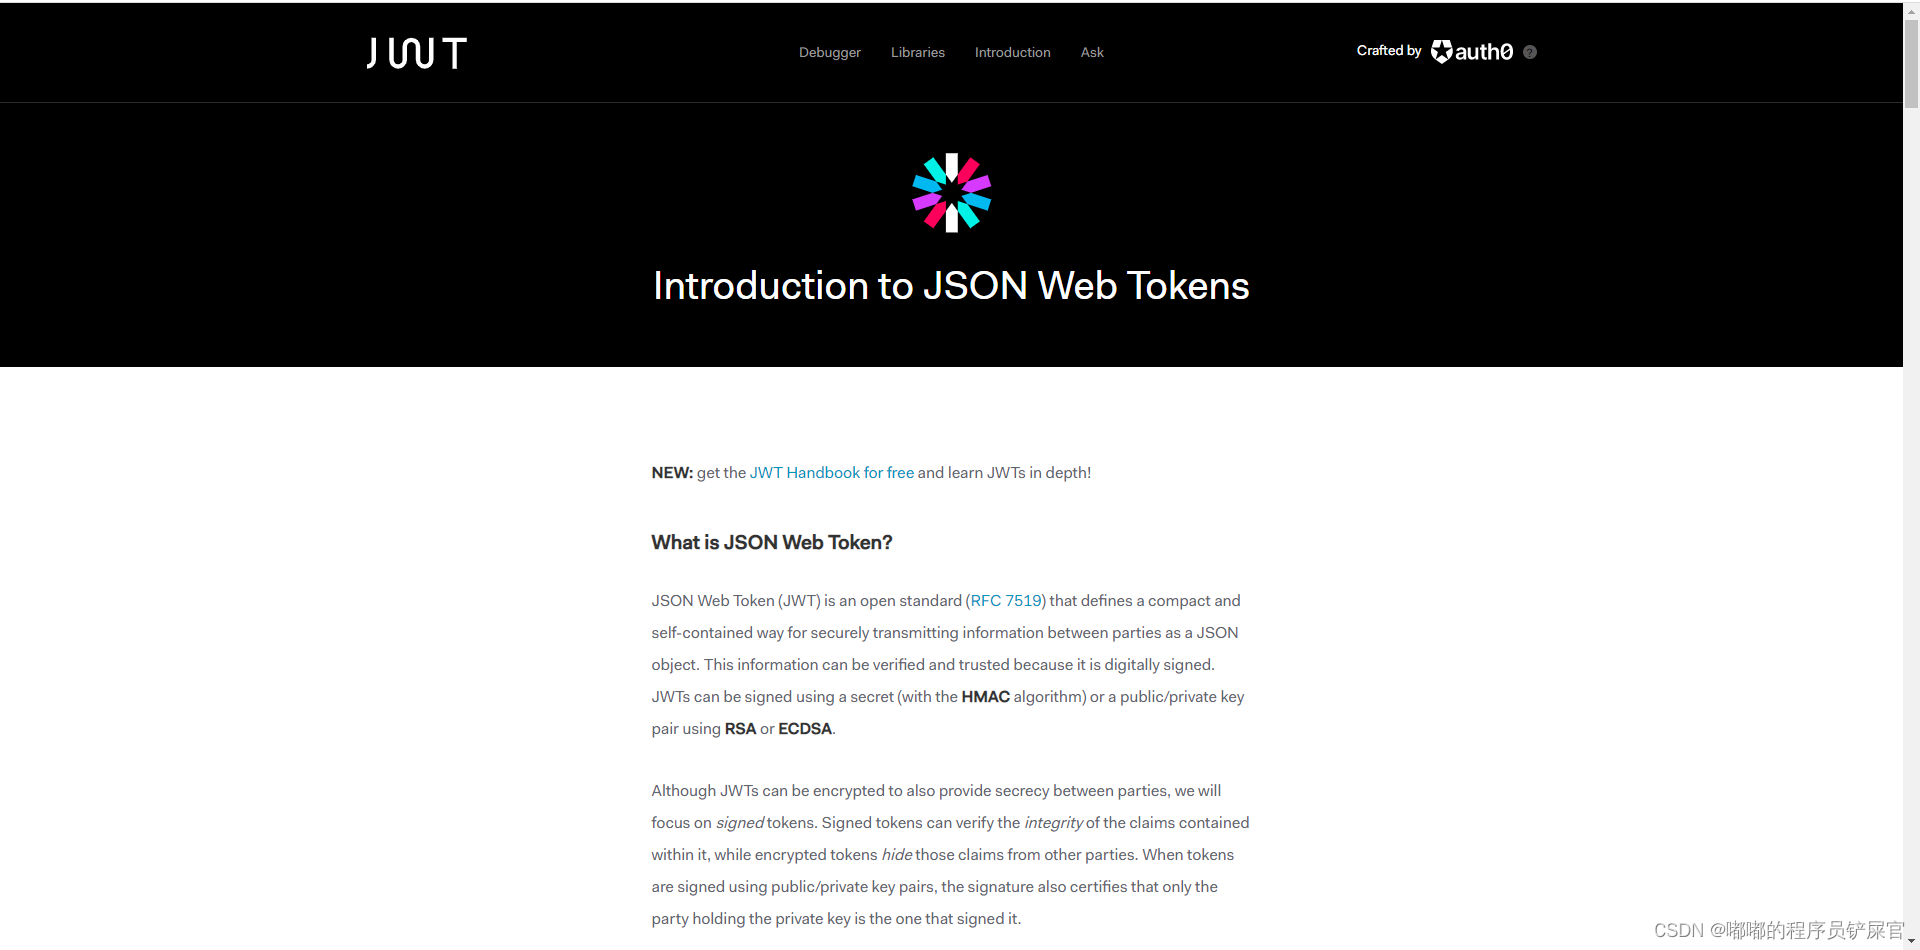 JWT
Debugger Libraries Introduction Ask
Crafted by auth0 ?
Introduction to JSON Web Tokens
NEW: get the JWT Handbook for free and learn JWTs in depth!
What is JSON Web Token?
JSON Web Token (JWT) is an open standard (RFC 7519) that defines a compact and
self-contained way for securely transmitting information between parties as a JSON
object. This information can be verified and trusted because it is digitally signed.
JWTs can be signed using a secret (with the HMAC algorithm) or a public/private key
pair using RSA or ECDSA.
Although JWTs can be encrypted to also provide secrecy between parties, we will
focus on signed tokens. Signed tokens can verify the integrity of the claims contained
within it, while encrypted tokens hide those claims from other parties. When tokens
are signed using public/private key pairs, the signature also certifies that only the
party holding the private key is the one that signed it.
CSDN @嘟嘟的程序员铲屎官